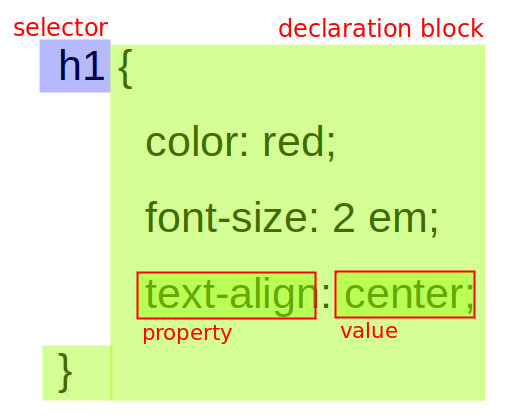 selector declaration block
h1 {
color: red;
font-size: 2 em;
text-align: center;
property value
}